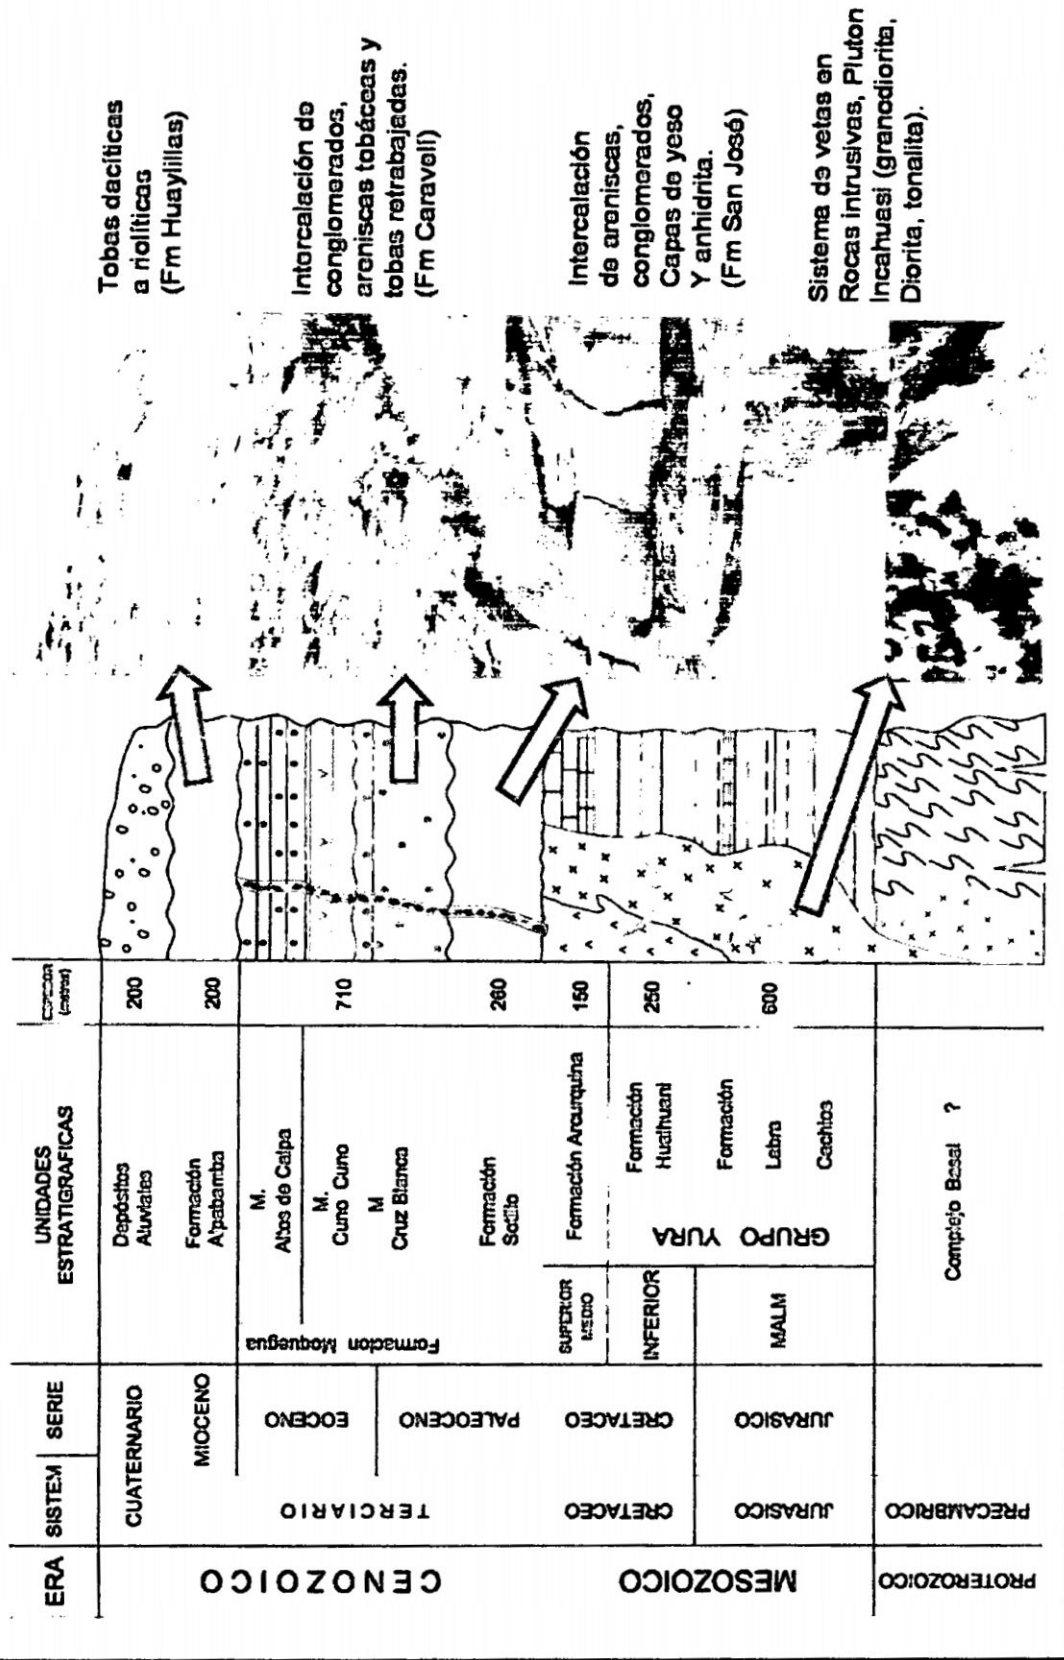 ERA
SISTEM
SERIE
UNIDADES
ESTRATIGRAFICAS
ESPESOR
(metros)
CENOZOICO
MESOZOICO
PROTEROZOICO
CUATERNARIO
TERCIARIO
CRETACEO
JURASICO
PRECAMBRICO
MIOCENO
EOCENO
PALEOCENO
CRETACEO
JURASICO
SUPERIOR
MEDIO
INFERIOR
MALM
Formacion Moquegua
GRUPO YURA
Depósitos
Aluviales
200
Formación
Alpabamba
200
M.
Altos de Calpa
M.
Cuno Cuno
710
M
Cruz Blanca
Formación
Sotillo
260
Formación Arcurquina
150
Formación
Hualhuani
250
Formación
Labra
600
Cachios
Complejo Basal ?
Tobas dacíticas
a riolíticas
(Fm Huaylillas)
Intercalación de
conglomerados,
areniscas tobáceas y
tobas retrabajadas.
(Fm Caravelí)
Intercalación
de areniscas,
conglomerados,
Capas de yeso
Y anhidrita.
(Fm San José)
Sistema de vetas en
Rocas intrusivas, Pluton
Incahuasi (granodiorita,
Diorita, tonalita).